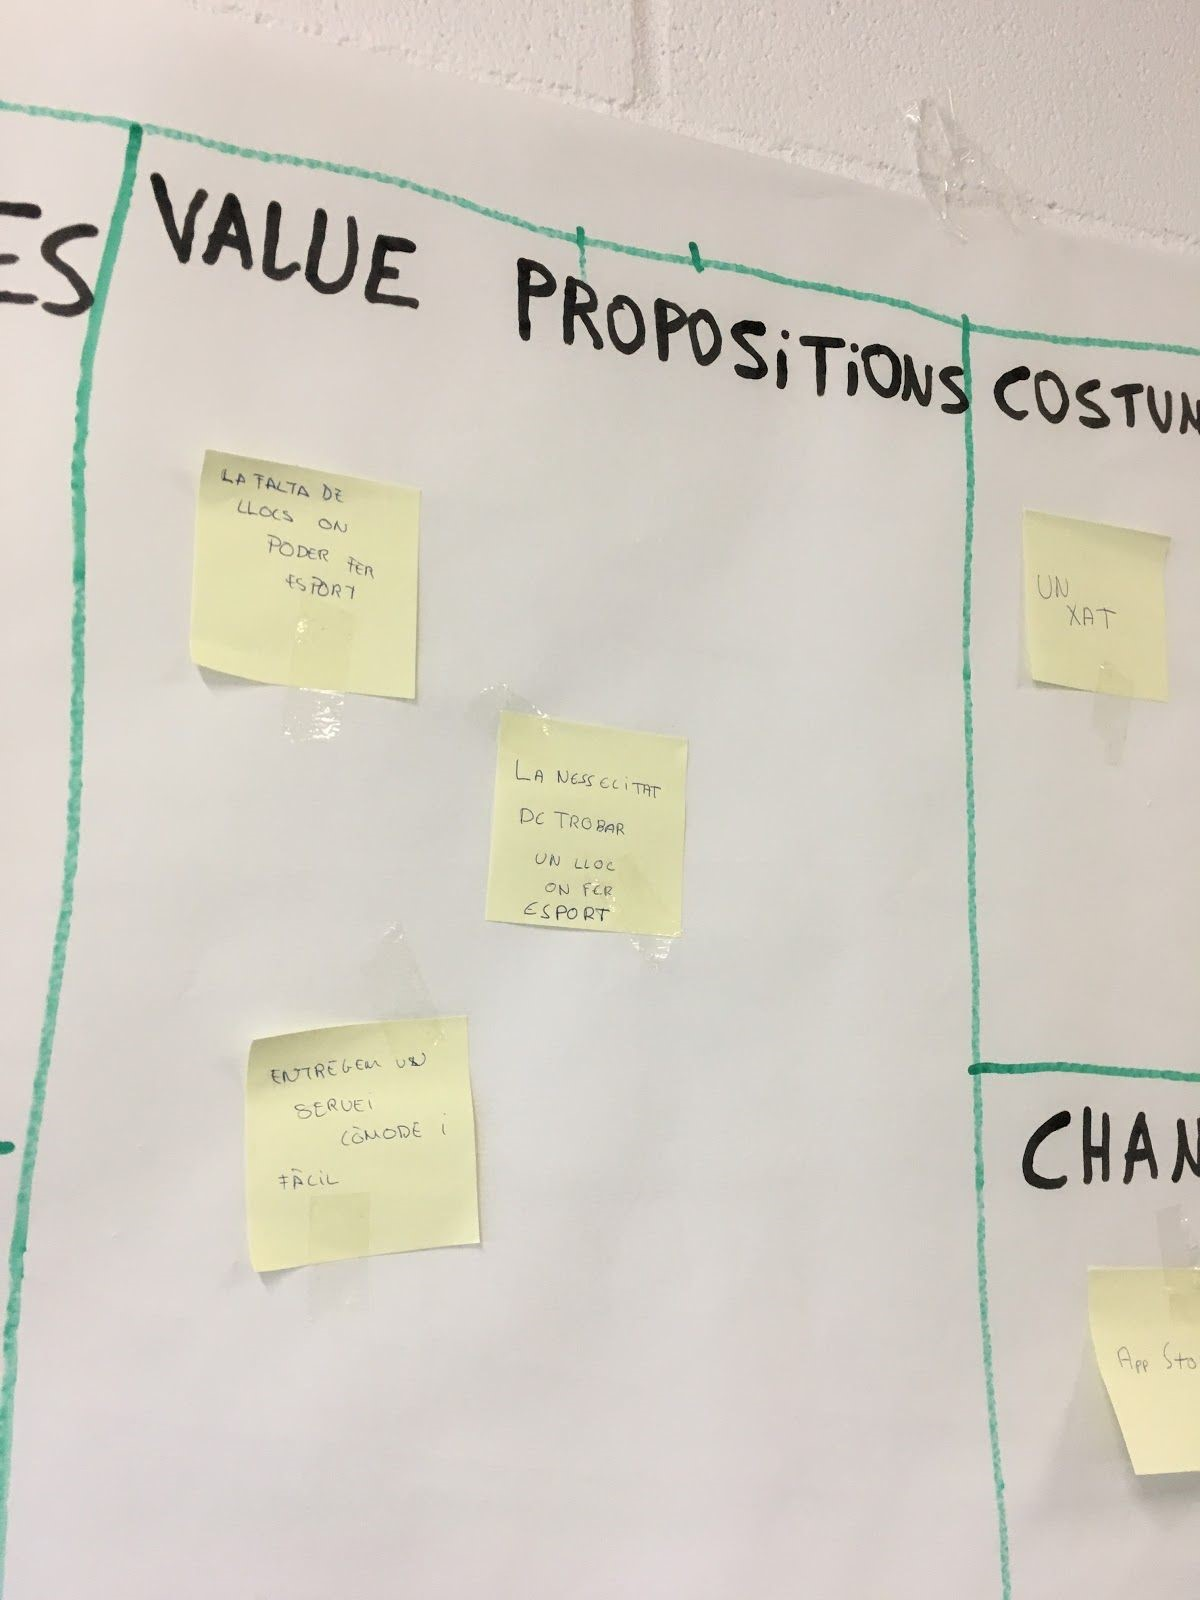 ES
VALUE PROPOSITIONS
LA FALTA DE
LLOCS ON
PODER FER
ESPORT
LA NESSECITAT
DE TROBAR
UN LLOC
ON FER
ESPORT
ENTREGEM UN
SERVEI
CÒMODE i
FÀCIL
COSTUM
UN
XAT
CHAN
App Sto